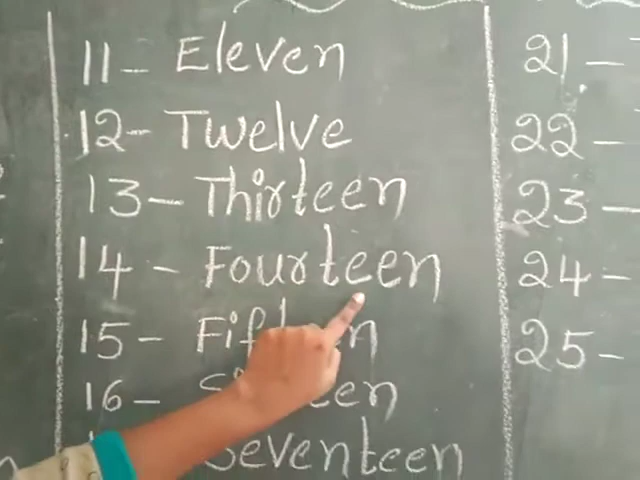 11 - Eleven
12 - Twelve
13 - Thirteen
14 - Fourteen
15 -
16 -
Seventeen
21 -
22 -
23 -
24 -
25 -